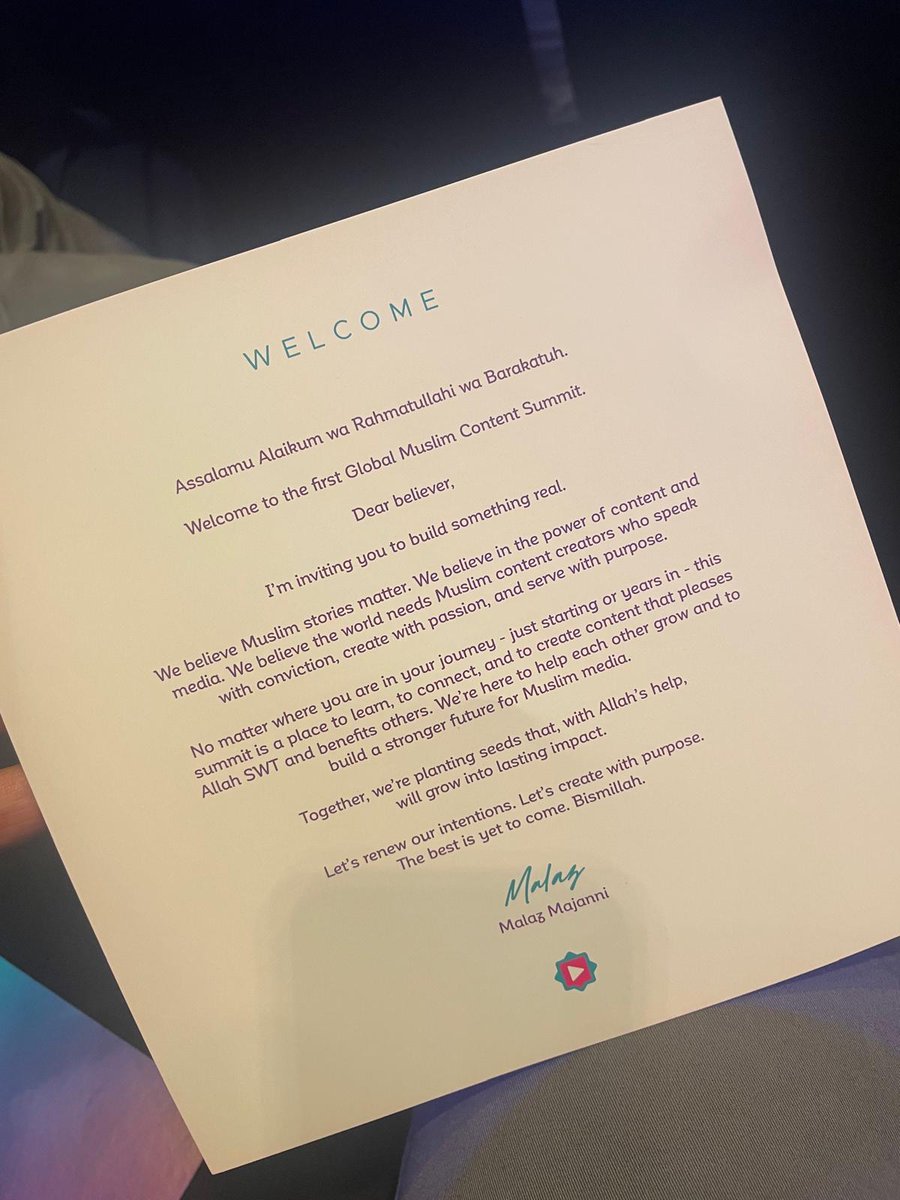 WELCOME
Assalamu Alaikum wa Rahmatullahi wa Barakatuh.
Welcome to the first Global Muslim Content Summit.
Dear believer,
I'm inviting you to build something real.
We believe Muslim stories matter. We believe in the power of content and
media. We believe the world needs Muslim content creators who speak
with conviction, create with passion, and serve with purpose.
No matter where you are in your journey - just starting or years in - this
summit is a place to learn, to connect, and to create content that pleases
Allah SWT and benefits others. We're here to help each other grow and to
build a stronger future for Muslim media.
Together, we're planting seeds that, with Allah's help,
will grow into lasting impact.
Let's renew our intentions. Let's create with purpose.
The best is yet to come. Bismillah.
Malaz
Malaz Majanni